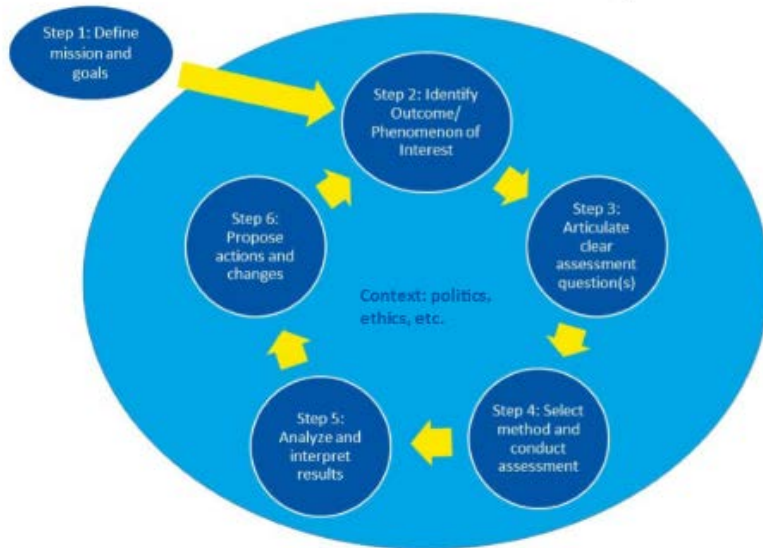 Step 1: Define
mission and
goals
Step 2: Identify
Outcome/
Phenomenon of
Interest
Step 3:
Articulate
clear
assessment
question(s)
Step 4: Select
method and
conduct
assessment
Step 5:
Analyze and
interpret
results
Step 6:
Propose
actions and
changes
Context: politics,
ethics, etc.